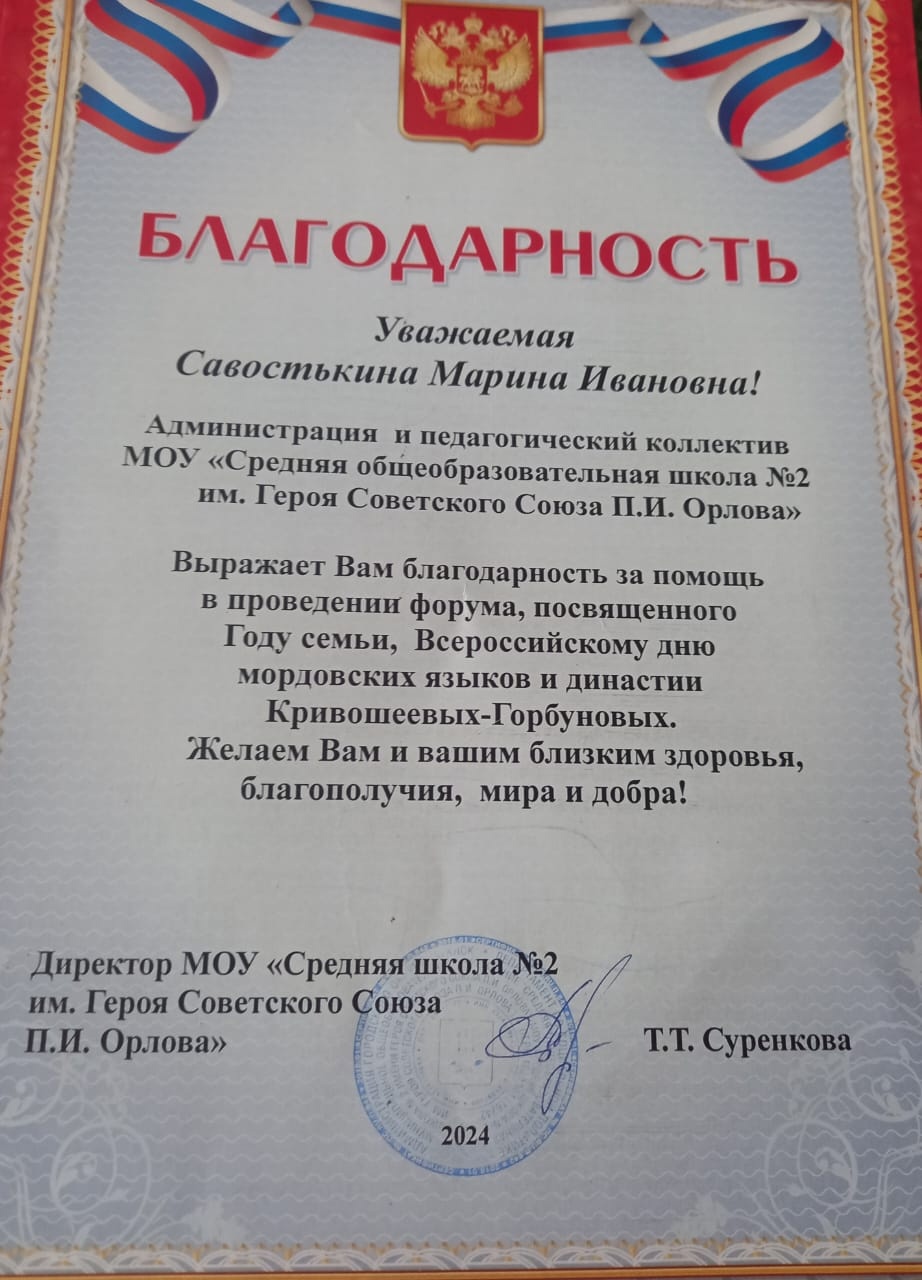 БЛАГОДАРНОСТЬ
Уважаемая
Савостькина Марина Ивановна!
Администрация и педагогический коллектив
МОУ «Средняя общеобразовательная школа №2
им. Героя Советского Союза П.И. Орлова»
Выражает Вам благодарность за помощь
в проведении форума, посвященного
Году семьи, Всероссийскому дню
мордовских языков и династии
Кривошеевых-Горбуновых.
Желаем Вам и вашим близким здоровья,
благополучия, мира и добра!
Директор МОУ «Средняя школа №2
им. Героя Советского Союза
П.И. Орлова»
Т.Т. Суренкова
2024